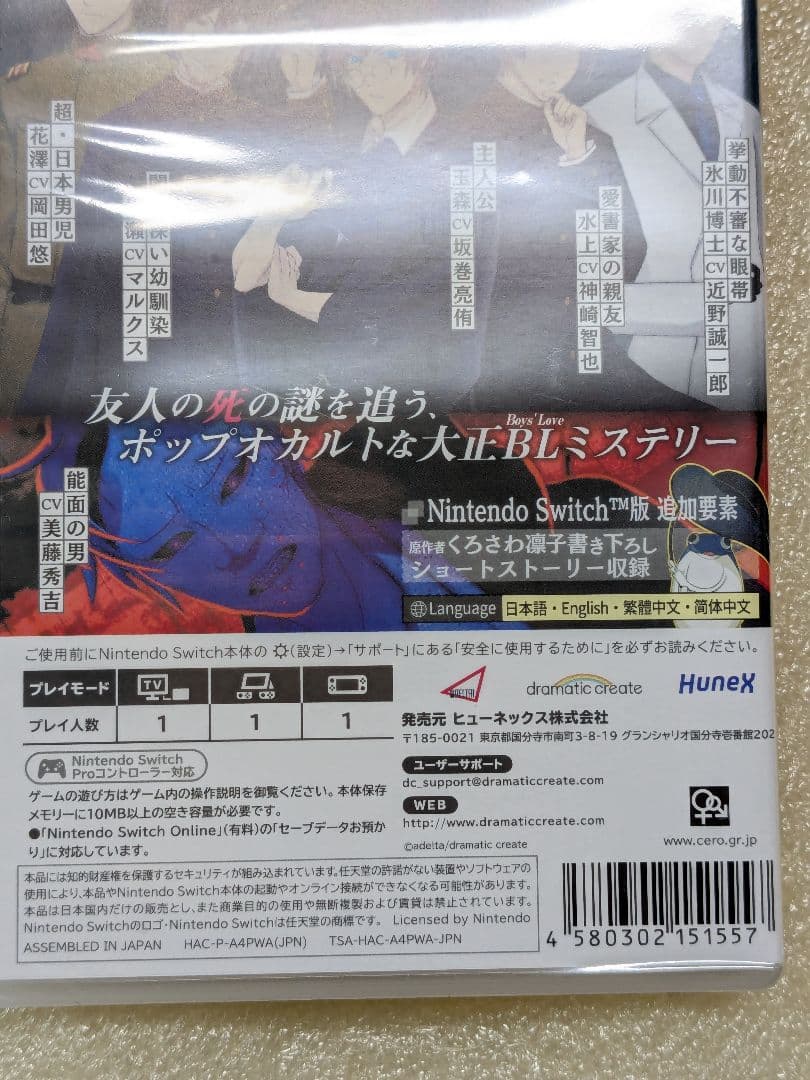 挙動不審な眼帯
氷川博士CV近野誠一郎
愛書家の親友
水上CV神崎智也
主人公
玉森CV坂巻亮侑
深い幼馴染
瀬CVマルクス
超・日本男児
花澤CV岡田悠
友人の死の謎を追う、
Boys' Love
ポップオカルトな大正BLミステリー
能面の男
CV美藤秀吉
Nintendo Switch™版 追加要素
原作者くろさわ凛子書き下ろし
ショートストーリー収録
Language 日本語・English・繁體中文・简体中文
ご使用前にNintendo Switch本体の (設定)→「サポート」にある「安全に使用するために」を必ずお読みください。
プレイモード TV
プレイ人数 1 1 1
dramatic create
HuneX
発売元 ヒューネックス株式会社
〒185-0021 東京都国分寺市南町3-8-19 グランシャリオ国分寺壱番館202
ユーザーサポート
dc_support@dramaticcreate.com
WEB
http://www.dramaticcreate.com
©adelta/dramatic create
www.cero.gr.jp
Nintendo Switch
Proコントローラー対応
ゲームの遊び方はゲーム内の操作説明を御覧ください。本体保存
メモリーに10MB以上の空き容量が必要です。
●「Nintendo Switch Online」(有料)の「セーブデータお預か
り」に対応しています。
本品には知的財産権を保護するセキュリティが組み込まれています。任天堂の許諾がない装置やソフトウェアの
使用により、本品やNintendo Switch本体の起動やオンライン接続ができなくなる可能性があります。
本品は日本国内だけの販売とし、また商業目的の使用や無断複製および賃貸は禁止されています。
Nintendo Switchのロゴ・Nintendo Switchは任天堂の商標です。 Licensed by Nintendo
ASSEMBLED IN JAPAN HAC-P-A4PWA(JPN) TSA-HAC-A4PWA-JPN
4 580302 151557